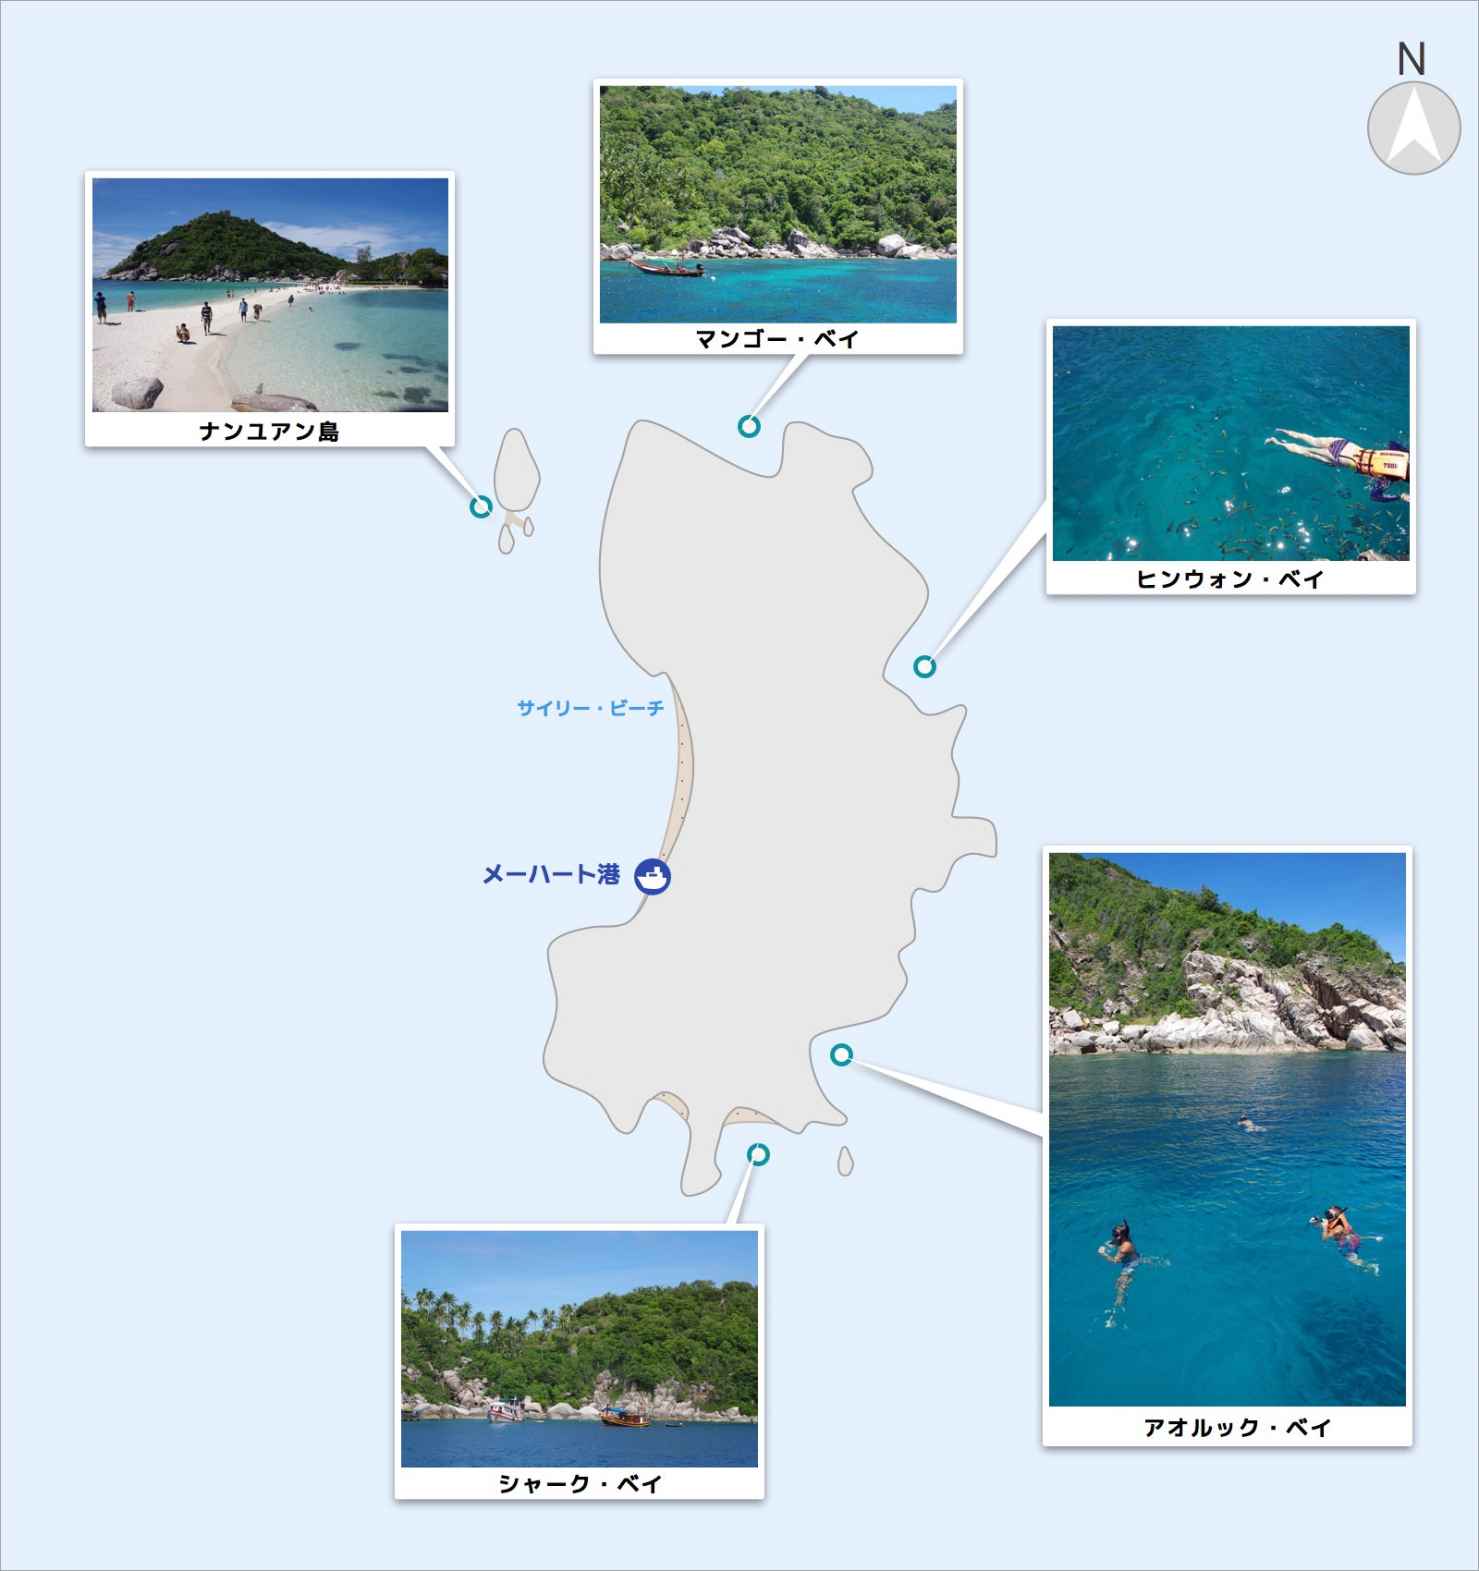 N
マンゴー・ベイ
ナンユアン島
ヒンウォン・ベイ
サイリー・ビーチ
メーハート港
アオルック・ベイ
シャーク・ベイ